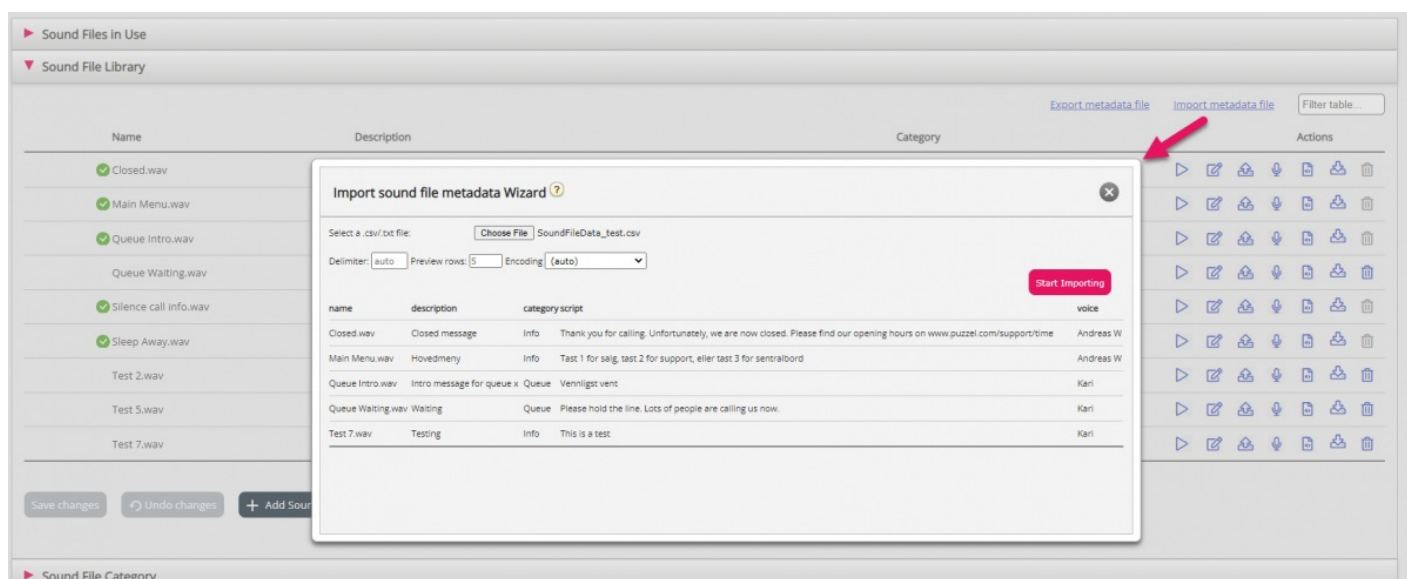 Sound Files in Use
Sound File Library
Export metadata file Import metadata file Filter table...
Name Description Category Actions
Closed.wav
Main Menu.wav
Queue Intro.wav
Queue Waiting.wav
Silence call info.wav
Sleep Away.wav
Test 2.wav
Test 5.wav
Test 7.wav
Save changes Undo changes + Add Sour
Import sound file metadata Wizard ?
Select a .csv/.txt file: Choose File SoundFileData_test.csv
Delimiter: auto Preview rows: 5 Encoding (auto)
Start Importing
name description category script voice
Closed.wav Closed message Info Thank you for calling. Unfortunately, we are now closed. Please find our opening hours on www.puzzel.com/support/time Andreas W
Main Menu.wav Hovedmeny Info Tast 1 for salg, tast 2 for support, eller tast 3 for sentralbord Andreas W
Queue Intro.wav Intro message for queue x Queue Vennligst vent Kari
Queue Waiting.wav Waiting Queue Please hold the line. Lots of people are calling us now. Kari
Test 7.wav Testing Info This is a test Kari
Sound File Category